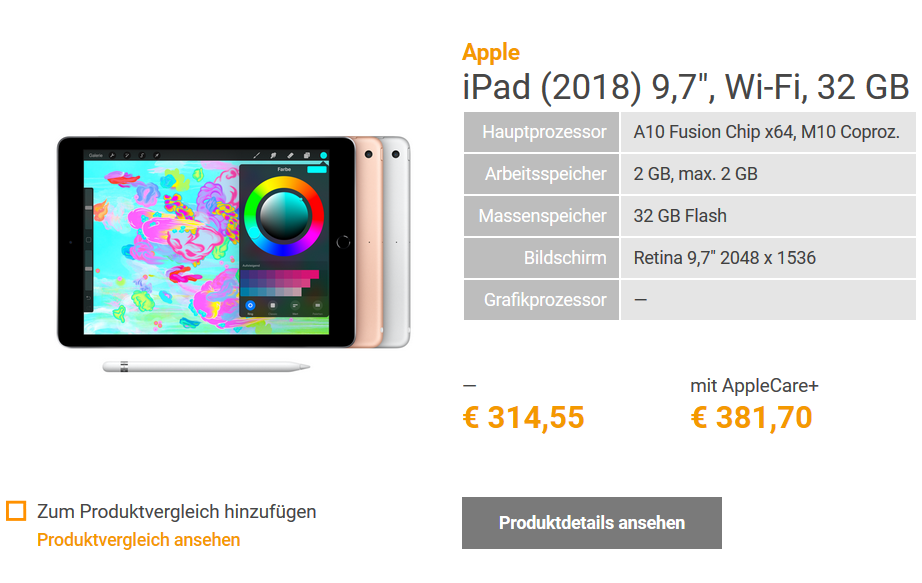 Apple
iPad (2018) 9,7", Wi-Fi, 32 GB
Hauptprozessor A10 Fusion Chip x64, M10 Coproz.
Arbeitsspeicher 2 GB, max. 2 GB
Massenspeicher 32 GB Flash
Bildschirm Retina 9,7" 2048 x 1536
Grafikprozessor —
Galerie
Farbe
— mit AppleCare+
€ 314,55 € 381,70
Zum Produktvergleich hinzufügen
Produktvergleich ansehen
Produktdetails ansehen